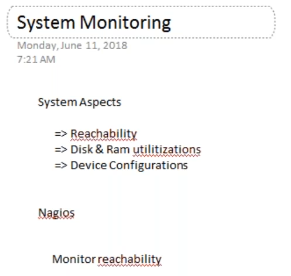 System Monitoring
Monday, June 11, 2018
7:21 AM
System Aspects
=> Reachability
=> Disk & Ram utilitizations
=> Device Configurations
Nagios
Monitor reachability